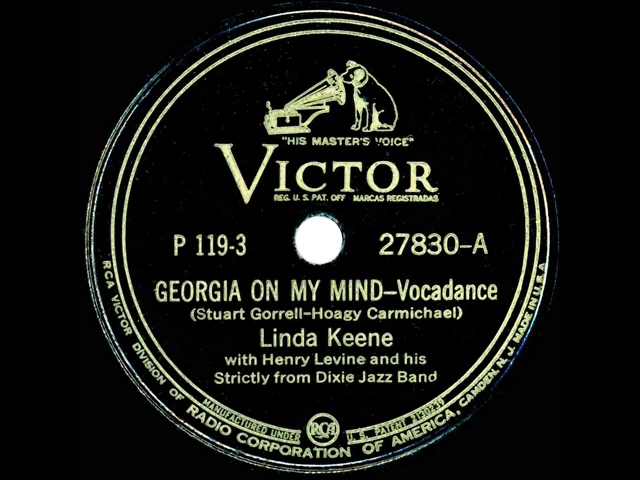 "HIS MASTER'S VOICE"
VICTOR
REG. U. S. PAT. OFF. MARCAS REGISTRADAS
P 119-3
27830-A
GEORGIA ON MY MIND—Vocadance
(Stuart Gorrell-Hoagy Carmichael)
Linda Keene
with Henry Levine and his
Strictly from Dixie Jazz Band
MANUFACTURED UNDER
RCA
U. S. PATENT 2130239
RCA VICTOR DIVISION OF RADIO CORPORATION OF AMERICA, CAMDEN, N. J. MADE IN U.S.A.